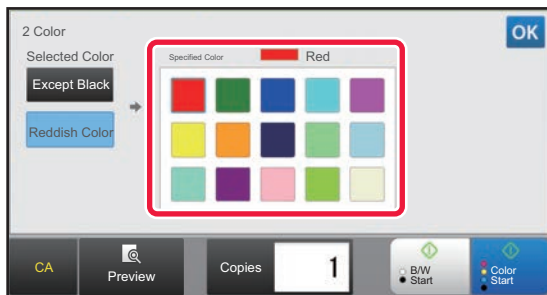 2 Color
OK
Selected Color
Specified Color
Red
Except Black
Reddish Color
CA
Preview
Copies
1
B/W
Start
Color
Start